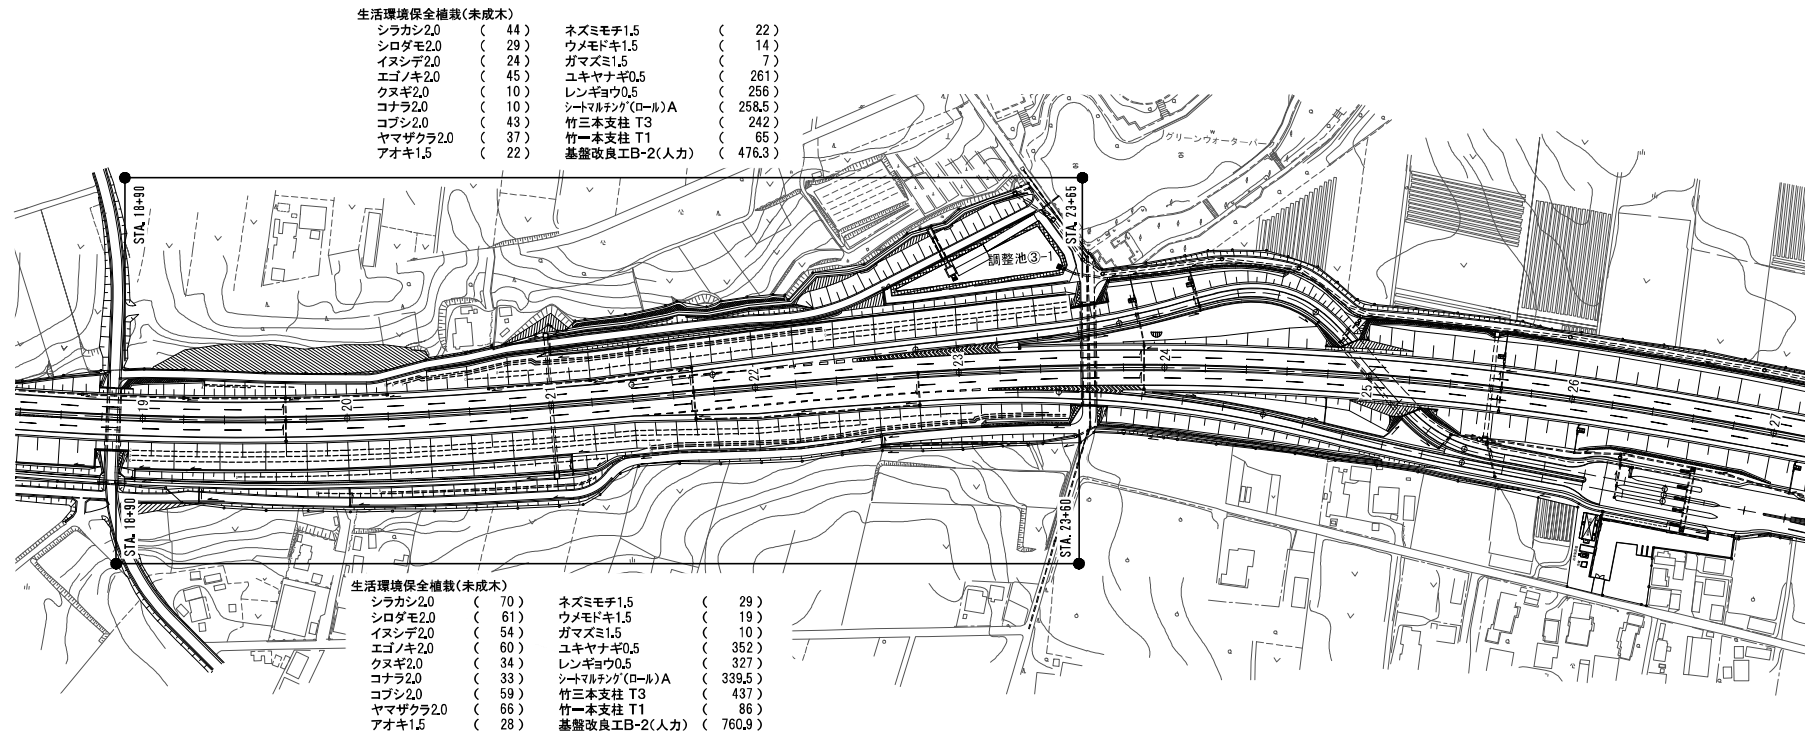 生活環境保全植栽(未成木)
シラカシ2.0 ( 44 ) ネズミモチ1.5 ( 22 )
シロダモ2.0 ( 29 ) ウメモドキ1.5 ( 14 )
イヌシデ2.0 ( 24 ) ガマズミ1.5 ( 7 )
エゴノキ2.0 ( 45 ) ユキヤナギ0.5 ( 261 )
クヌギ2.0 ( 10 ) レンギョウ0.5 ( 256 )
コナラ2.0 ( 10 ) シートマルチング(ロール)A ( 258.5 )
コブシ2.0 ( 43 ) 竹三本支柱 T3 ( 242 )
ヤマザクラ2.0 ( 37 ) 竹一本支柱 T1 ( 65 )
アオキ1.5 ( 22 ) 基盤改良工B-2(人力) ( 476.3 )
グリーンウォーターパーク
STA. 18+90
STA. 23+65
調整池③-1
19
20
21
22
23
24
25
26
27
STA. 18+90
STA. 23+60
生活環境保全植栽(未成木)
シラカシ2.0 ( 70 ) ネズミモチ1.5 ( 29 )
シロダモ2.0 ( 61 ) ウメモドキ1.5 ( 19 )
イヌシデ2.0 ( 54 ) ガマズミ1.5 ( 10 )
エゴノキ2.0 ( 60 ) ユキヤナギ0.5 ( 352 )
クヌギ2.0 ( 34 ) レンギョウ0.5 ( 327 )
コナラ2.0 ( 33 ) シートマルチング(ロール)A ( 339.5 )
コブシ2.0 ( 59 ) 竹三本支柱 T3 ( 437 )
ヤマザクラ2.0 ( 66 ) 竹一本支柱 T1 ( 86 )
アオキ1.5 ( 28 ) 基盤改良工B-2(人力) ( 760.9 )